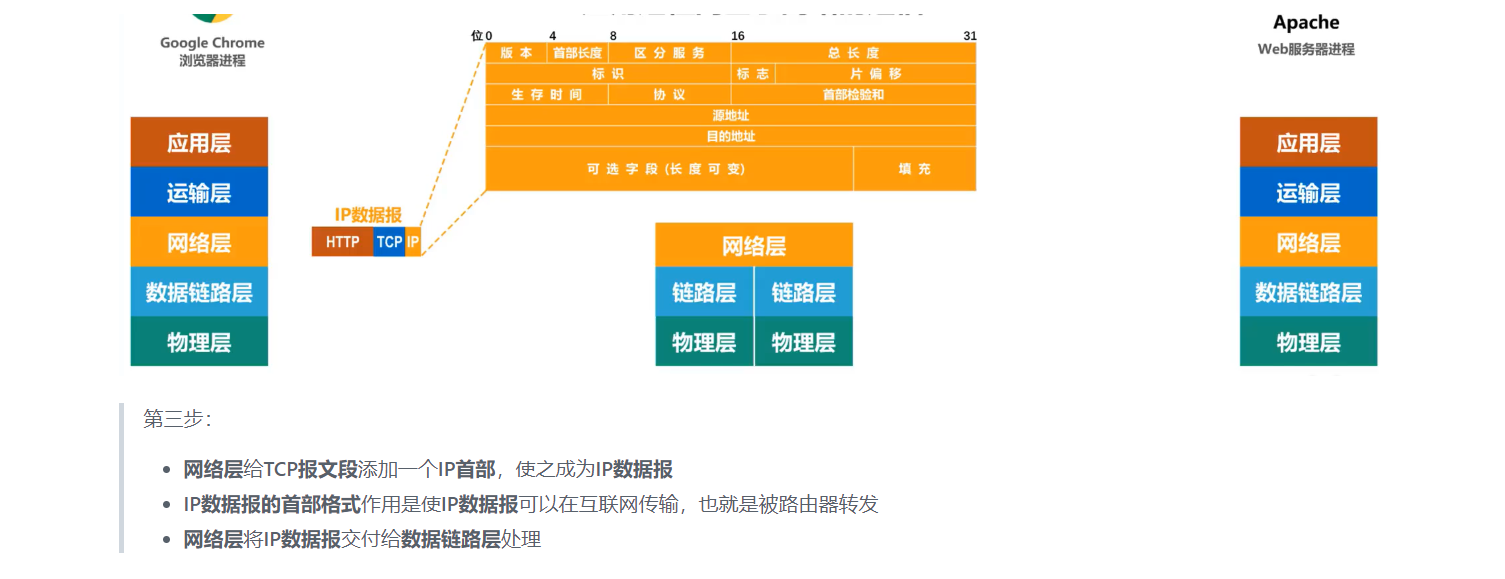 Google Chrome
浏览器进程
Apache
Web服务器进程
位 0 4 8 16 31
版 本 首部长度 区 分 服 务 总 长 度
标 识 标 志 片 偏 移
生 存 时 间 协 议 首部检验和
源地址
目的地址
可 选 字 段 (长 度 可 变) 填 充
应用层
运输层
网络层
数据链路层
物理层
IP数据报
HTTP TCP IP
网络层
链路层 链路层
物理层 物理层
应用层
运输层
网络层
数据链路层
物理层
第三步：
网络层给TCP报文段添加一个IP首部，使之成为IP数据报
IP数据报的首部格式作用是使IP数据报可以在互联网传输，也就是被路由器转发
网络层将IP数据报交付给数据链路层处理